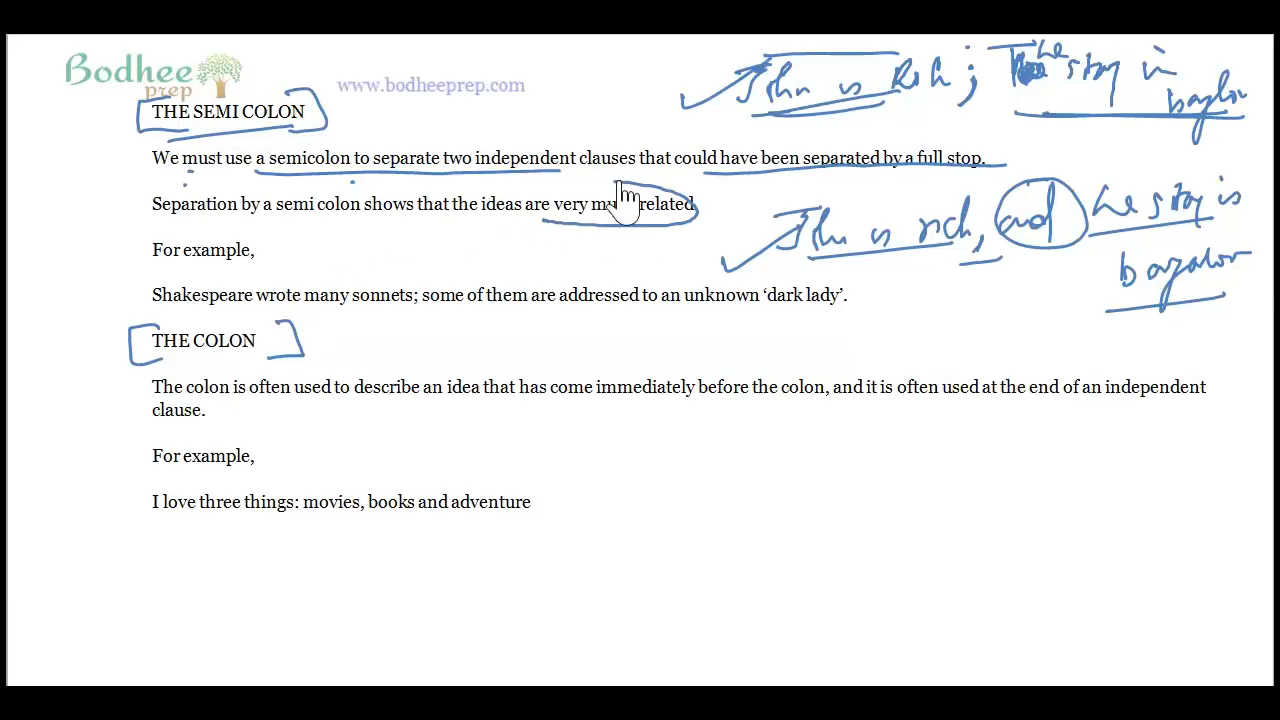 Bodhee
prep
www.bodheeprep.com
John is Rich; he stay in
THE SEMI COLON
We must use a semicolon to separate two independent clauses that could have been separated by a full stop.
Separation by a semi colon shows that the ideas are very related
John is rich, and he stay is
For example,
Shakespeare wrote many sonnets; some of them are addressed to an unknown ‘dark lady’.
THE COLON
The colon is often used to describe an idea that has come immediately before the colon, and it is often used at the end of an independent
clause.
For example,
I love three things: movies, books and adventure